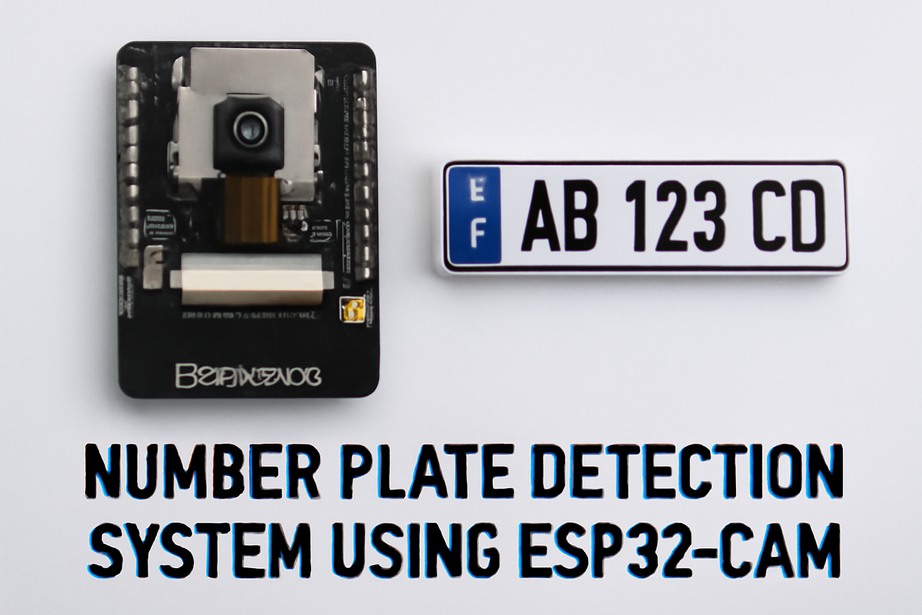 E
F
AB 123 CD
NUMBER PLATE DETECTION
SYSTEM USING ESP32-CAM